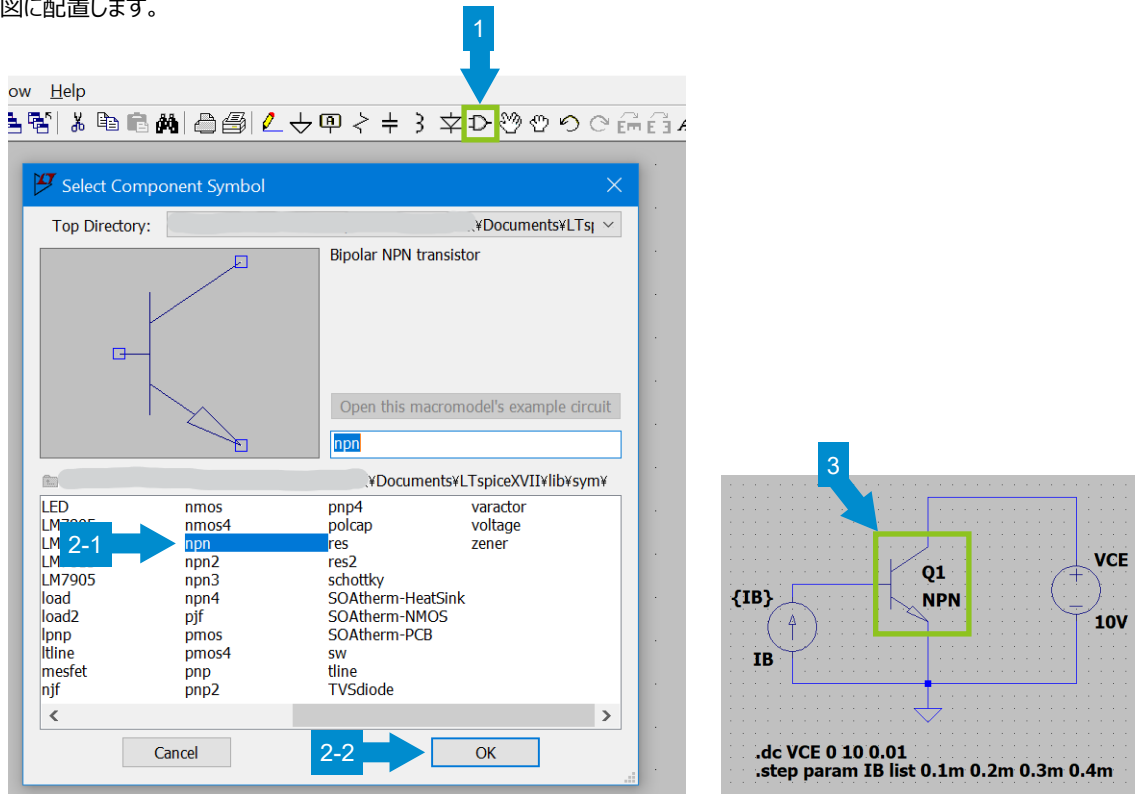 図に配置します。
1
ow Help
Select Component Symbol
Top Directory:
¥Documents¥LTsp
Bipolar NPN transistor
Open this macromodel's example circuit
npn
¥Documents¥LTspiceXVII¥lib¥sym¥
LED nmos pnp4 varactor
nmos4 polcap voltage
2-1 npn res zener
npn2 res2
LM7905 npn3 schottky
load npn4 SOAtherm-HeatSink
load2 pjf SOAtherm-NMOS
lpnp pmos SOAtherm-PCB
ltline pmos4 sw
mesfet pnp tline
njf pnp2 TVSdiode
Cancel 2-2 OK
3
Q1
NPN
VCE
10V
{IB}
IB
.dc VCE 0 10 0.01
.step param IB list 0.1m 0.2m 0.3m 0.4m